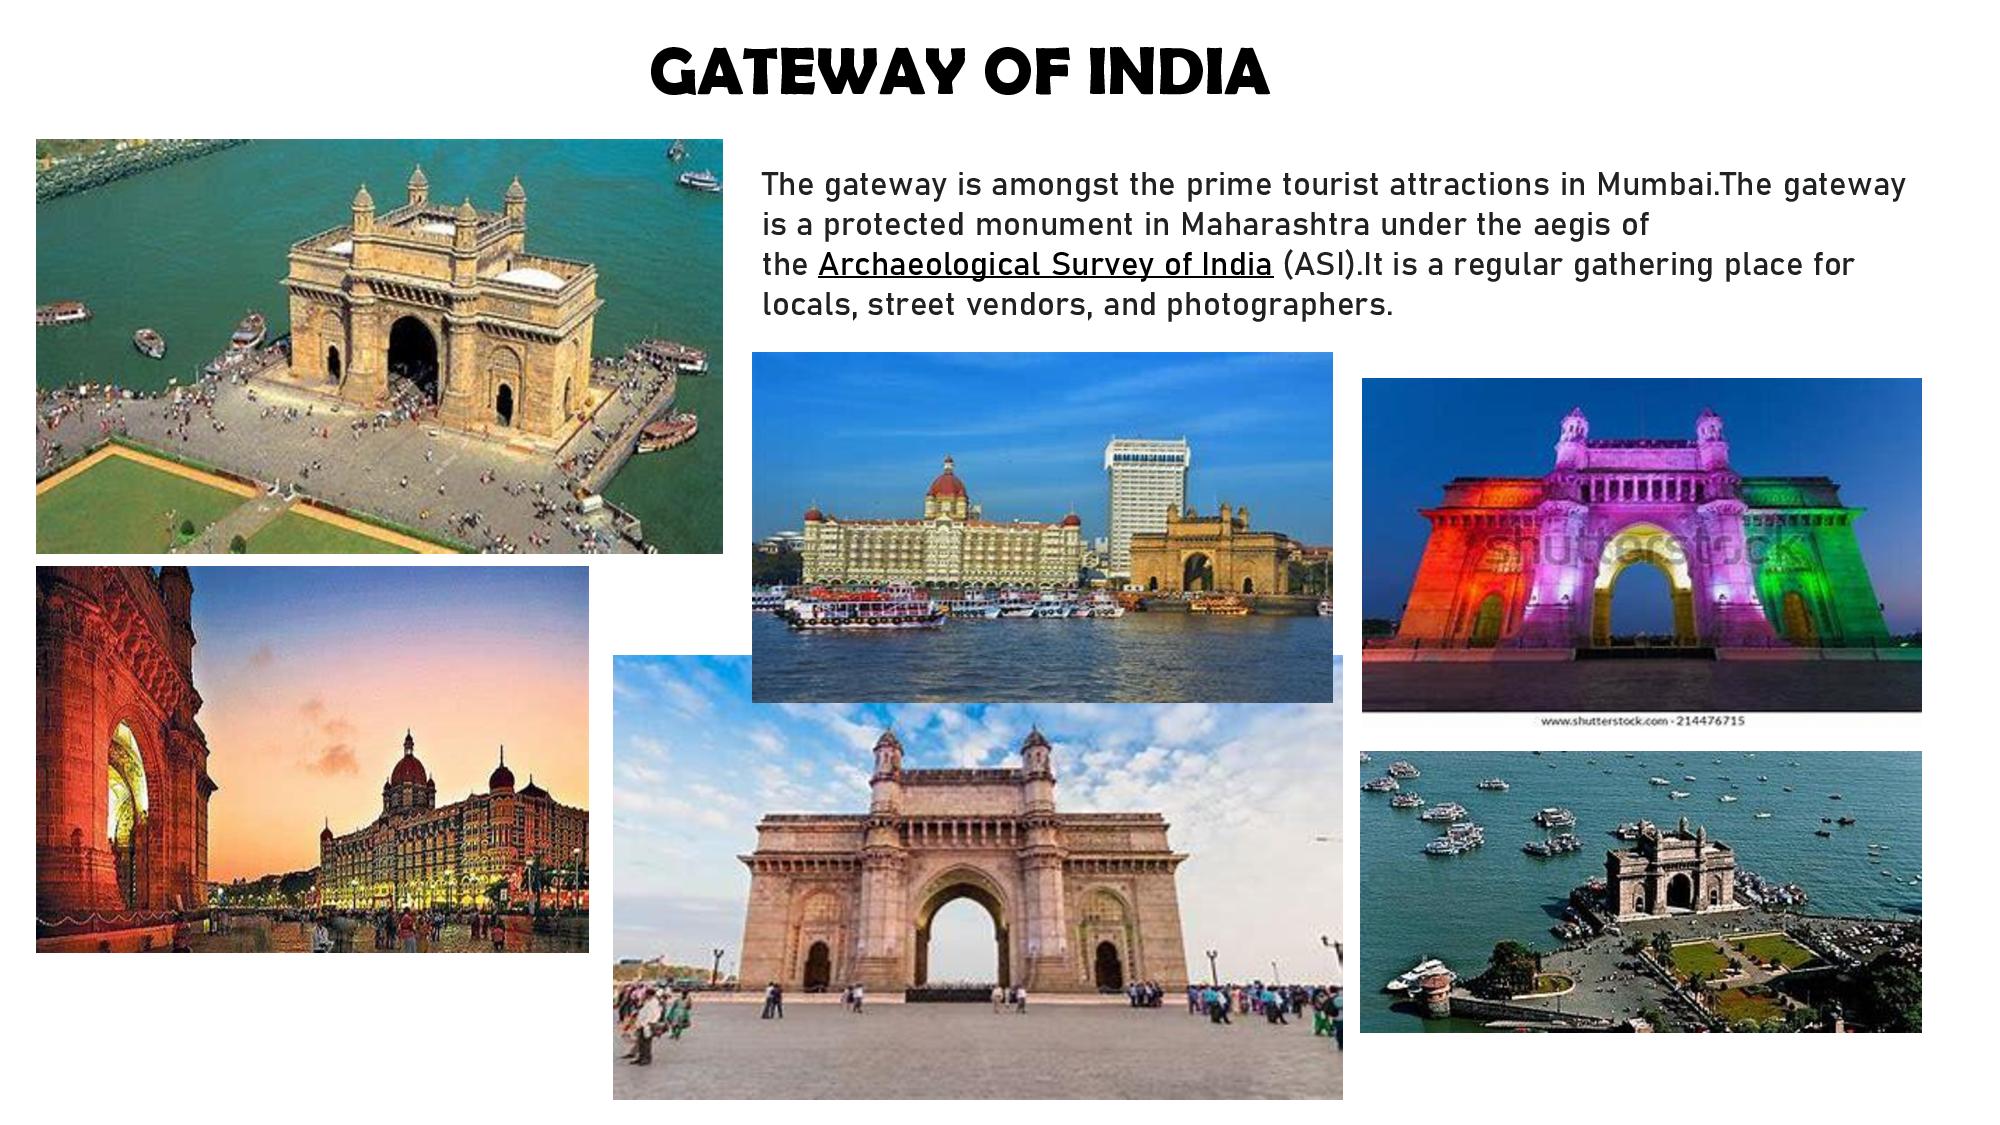 GATEWAY OF INDIA
The gateway is amongst the prime tourist attractions in Mumbai.The gateway
is a protected monument in Maharashtra under the aegis of
the Archaeological Survey of India (ASI).It is a regular gathering place for
locals, street vendors, and photographers.
shutterstock
www.shutterstock.com · 214476715